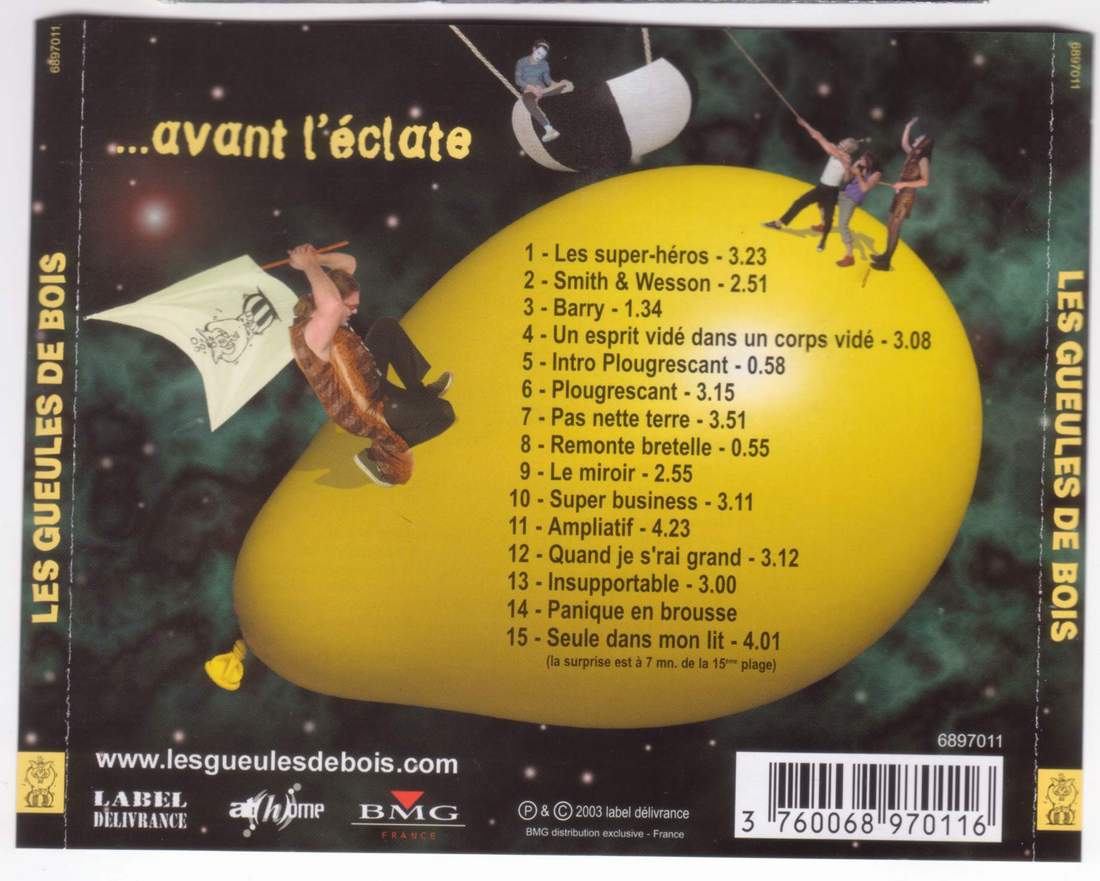 6897011
6897011
...avant l'éclate
LES GUEULES DE BOIS
LES GUEULES DE BOIS
1 - Les super-héros - 3.23
2 - Smith & Wesson - 2.51
3 - Barry - 1.34
4 - Un esprit vidé dans un corps vidé - 3.08
5 - Intro Plougrescant - 0.58
6 - Plougrescant - 3.15
7 - Pas nette terre - 3.51
8 - Remonte bretelle - 0.55
9 - Le miroir - 2.55
10 - Super business - 3.11
11 - Ampliatif - 4.23
12 - Quand je s'rai grand - 3.12
13 - Insupportable - 3.00
14 - Panique en brousse
15 - Seule dans mon lit - 4.01
(la surprise est à 7 mn. de la 15ème plage)
www.lesgueulesdebois.com
6897011
LABEL
DÉLIVRANCE
at(h)ome
BMG
FRANCE
Ⓟ & © 2003 label délivrance
BMG distribution exclusive - France
3 760068 970116